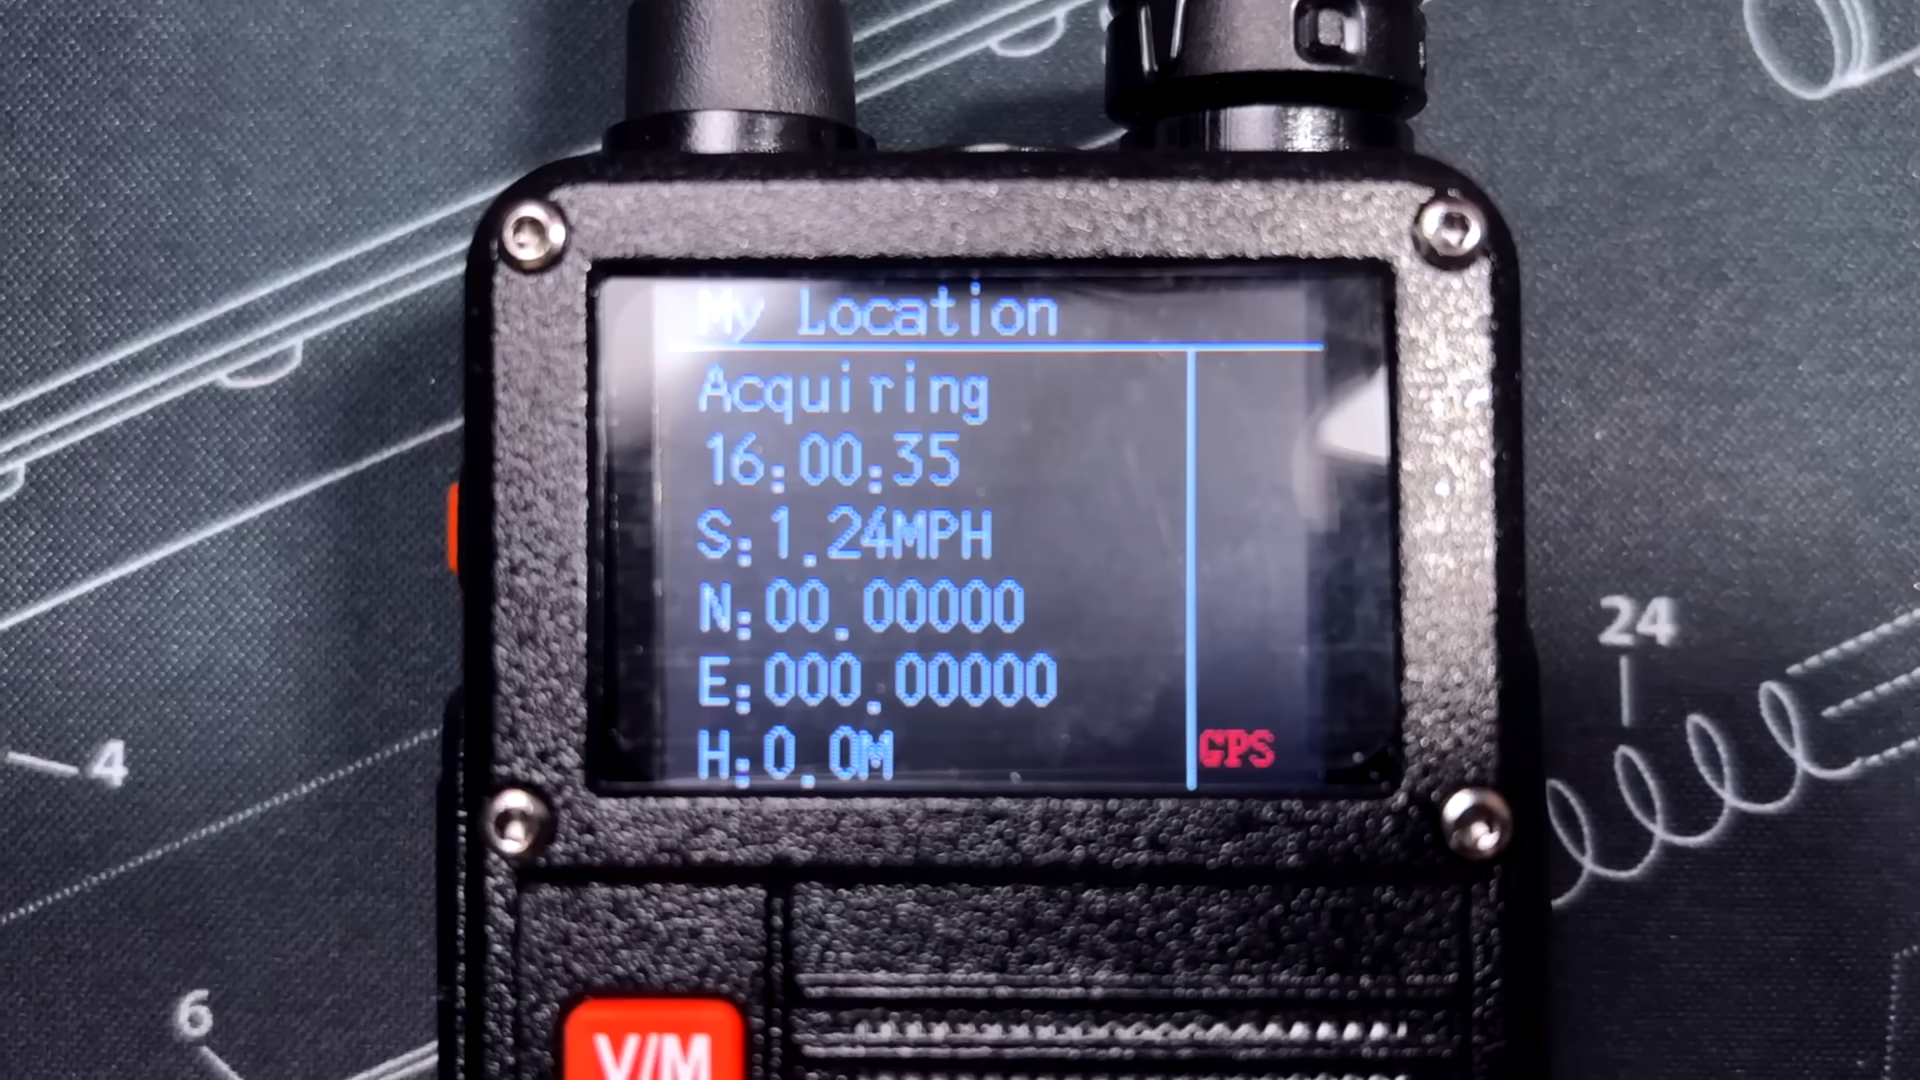 My Location
Acquiring
16:00:35
S:1.24MPH
N:00.00000
E:000.00000
H:0.0M
GPS
24
4
6
V/M